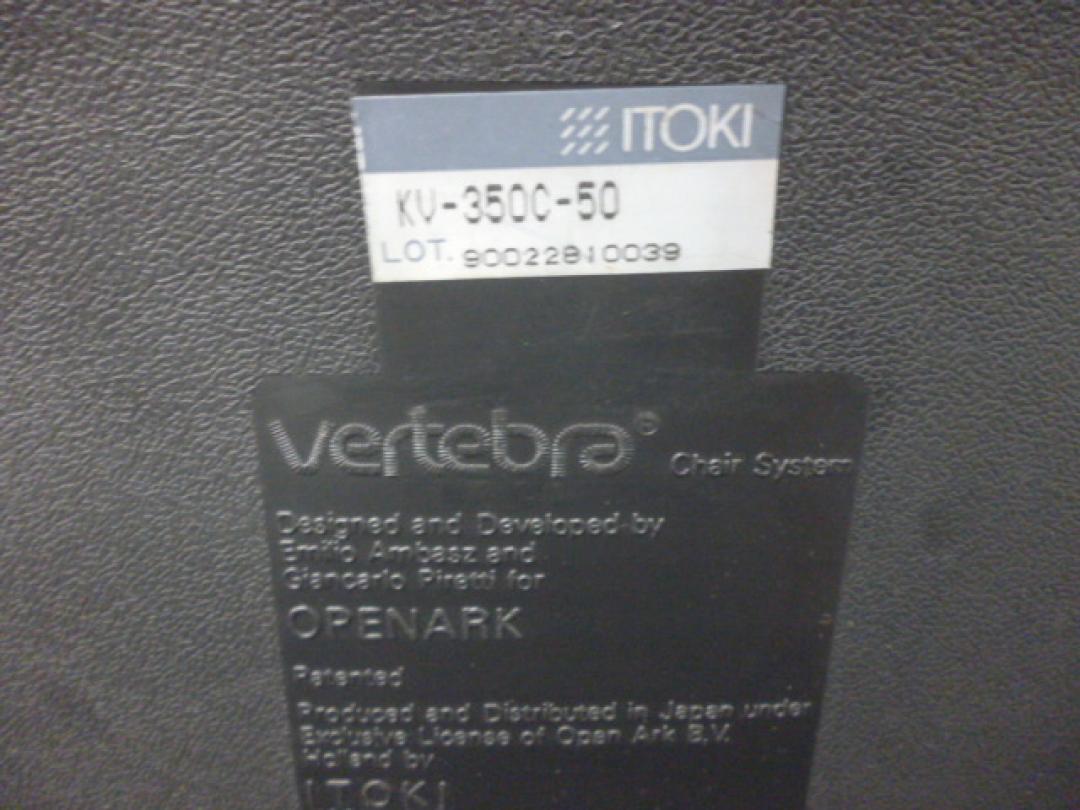 ITOKI
KV-350C-50
LOT. 90022810039
vertebra® Chair System
Designed and Developed by
Emilio Ambasz and
Giancarlo Piretti for
OPENARK
Patented
Produced and Distributed in Japan under
Exclusive License of Open Ark B.V.
Holland by
ITOKI